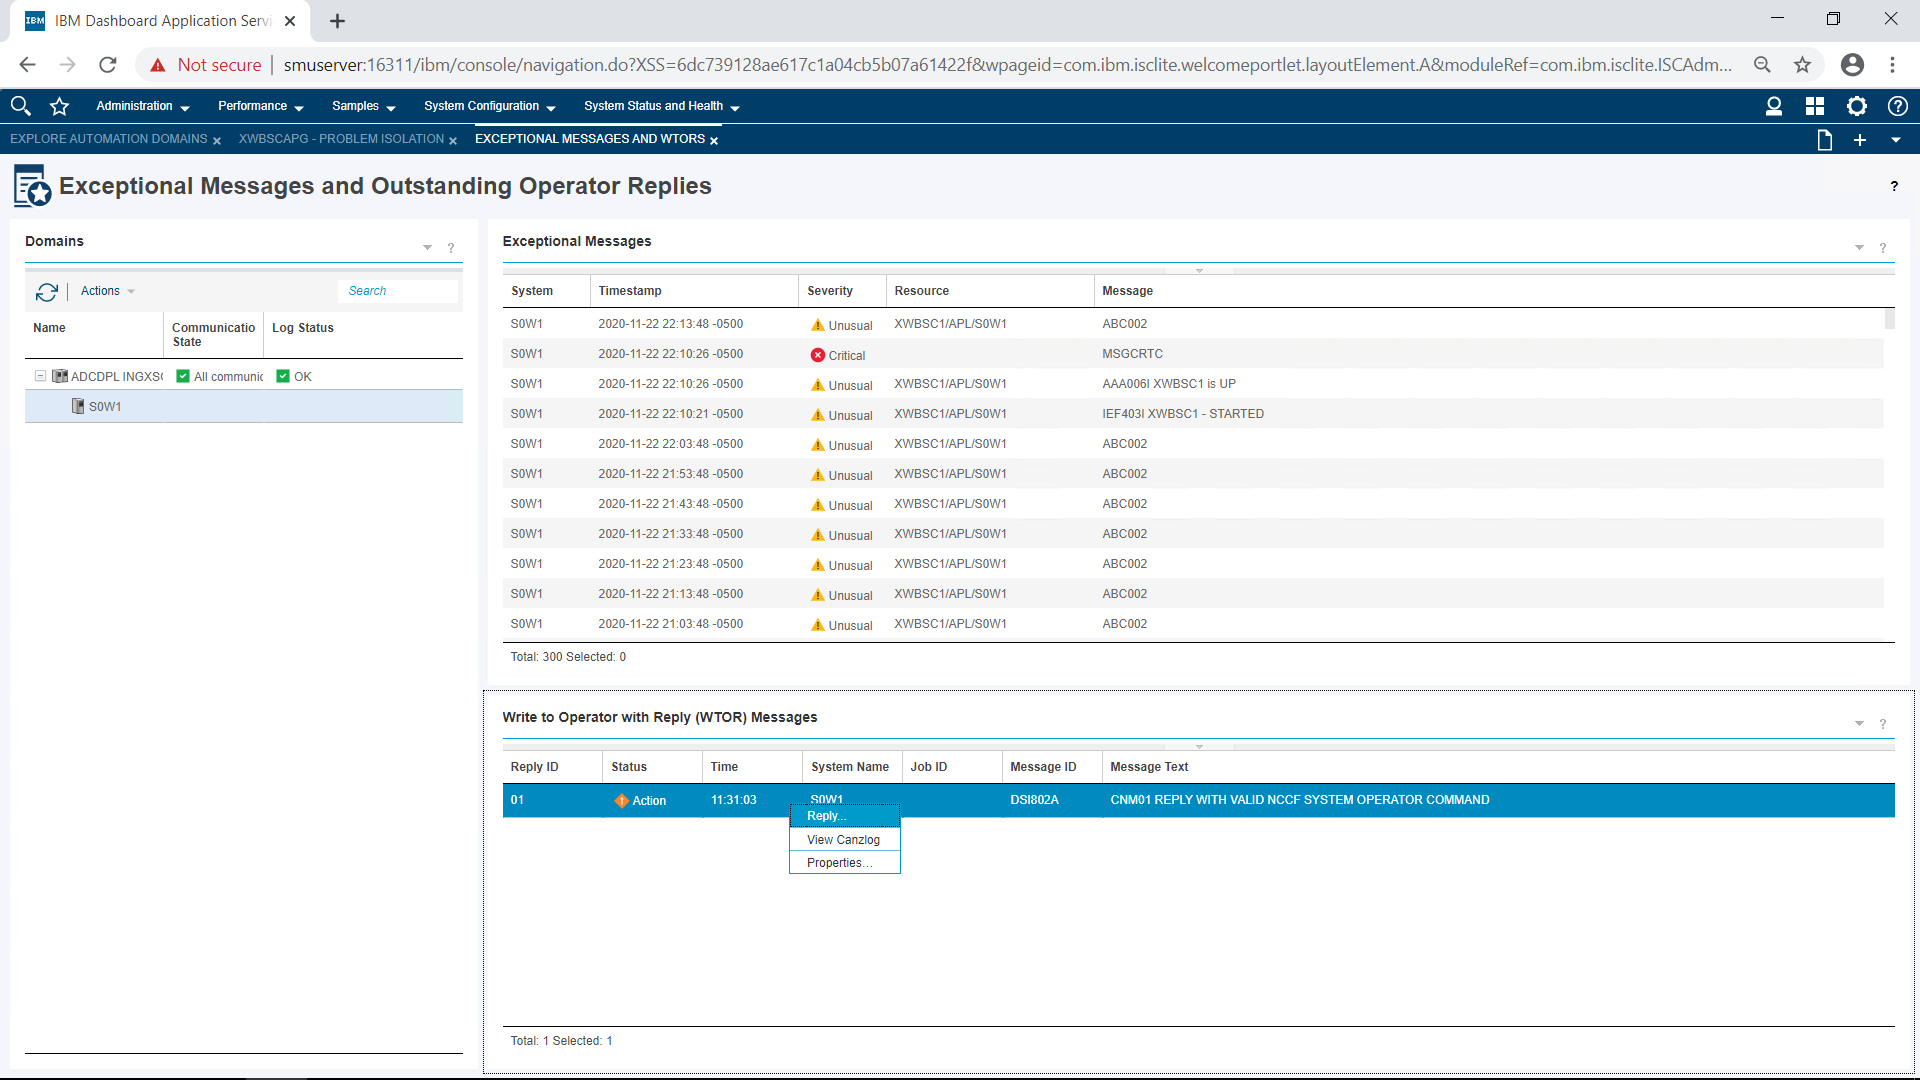 IBM Dashboard Application Servi
Not secure smuserver:16311/ibm/console/navigation.do?XSS=6dc739128ae617c1a04cb5b07a61422f&wpageid=com.ibm.isclite.welcomeportlet.layoutElement.A&moduleRef=com.ibm.isclite.ISCAdm...
Administration Performance Samples System Configuration System Status and Health
EXPLORE AUTOMATION DOMAINS XWBSCAPG - PROBLEM ISOLATION EXCEPTIONAL MESSAGES AND WTORS
Exceptional Messages and Outstanding Operator Replies ?
Domains ?
Actions Search
Name Communicatio State Log Status
ADCDPL INGXS All communic OK
S0W1
Exceptional Messages ?
System Timestamp Severity Resource Message
S0W1 2020-11-22 22:13:48 -0500 Unusual XWBSC1/APL/S0W1 ABC002
S0W1 2020-11-22 22:10:26 -0500 Critical MSGCRTC
S0W1 2020-11-22 22:10:26 -0500 Unusual XWBSC1/APL/S0W1 AAA006I XWBSC1 is UP
S0W1 2020-11-22 22:10:21 -0500 Unusual XWBSC1/APL/S0W1 IEF403I XWBSC1 - STARTED
S0W1 2020-11-22 22:03:48 -0500 Unusual XWBSC1/APL/S0W1 ABC002
S0W1 2020-11-22 21:53:48 -0500 Unusual XWBSC1/APL/S0W1 ABC002
S0W1 2020-11-22 21:43:48 -0500 Unusual XWBSC1/APL/S0W1 ABC002
S0W1 2020-11-22 21:33:48 -0500 Unusual XWBSC1/APL/S0W1 ABC002
S0W1 2020-11-22 21:23:48 -0500 Unusual XWBSC1/APL/S0W1 ABC002
S0W1 2020-11-22 21:13:48 -0500 Unusual XWBSC1/APL/S0W1 ABC002
S0W1 2020-11-22 21:03:48 -0500 Unusual XWBSC1/APL/S0W1 ABC002
Total: 300 Selected: 0
Write to Operator with Reply (WTOR) Messages ?
Reply ID Status Time System Name Job ID Message ID Message Text
01 Action 11:31:03 S0W1 DSI802A CNM01 REPLY WITH VALID NCCF SYSTEM OPERATOR COMMAND
Reply...
View Canzlog
Properties...
Total: 1 Selected: 1